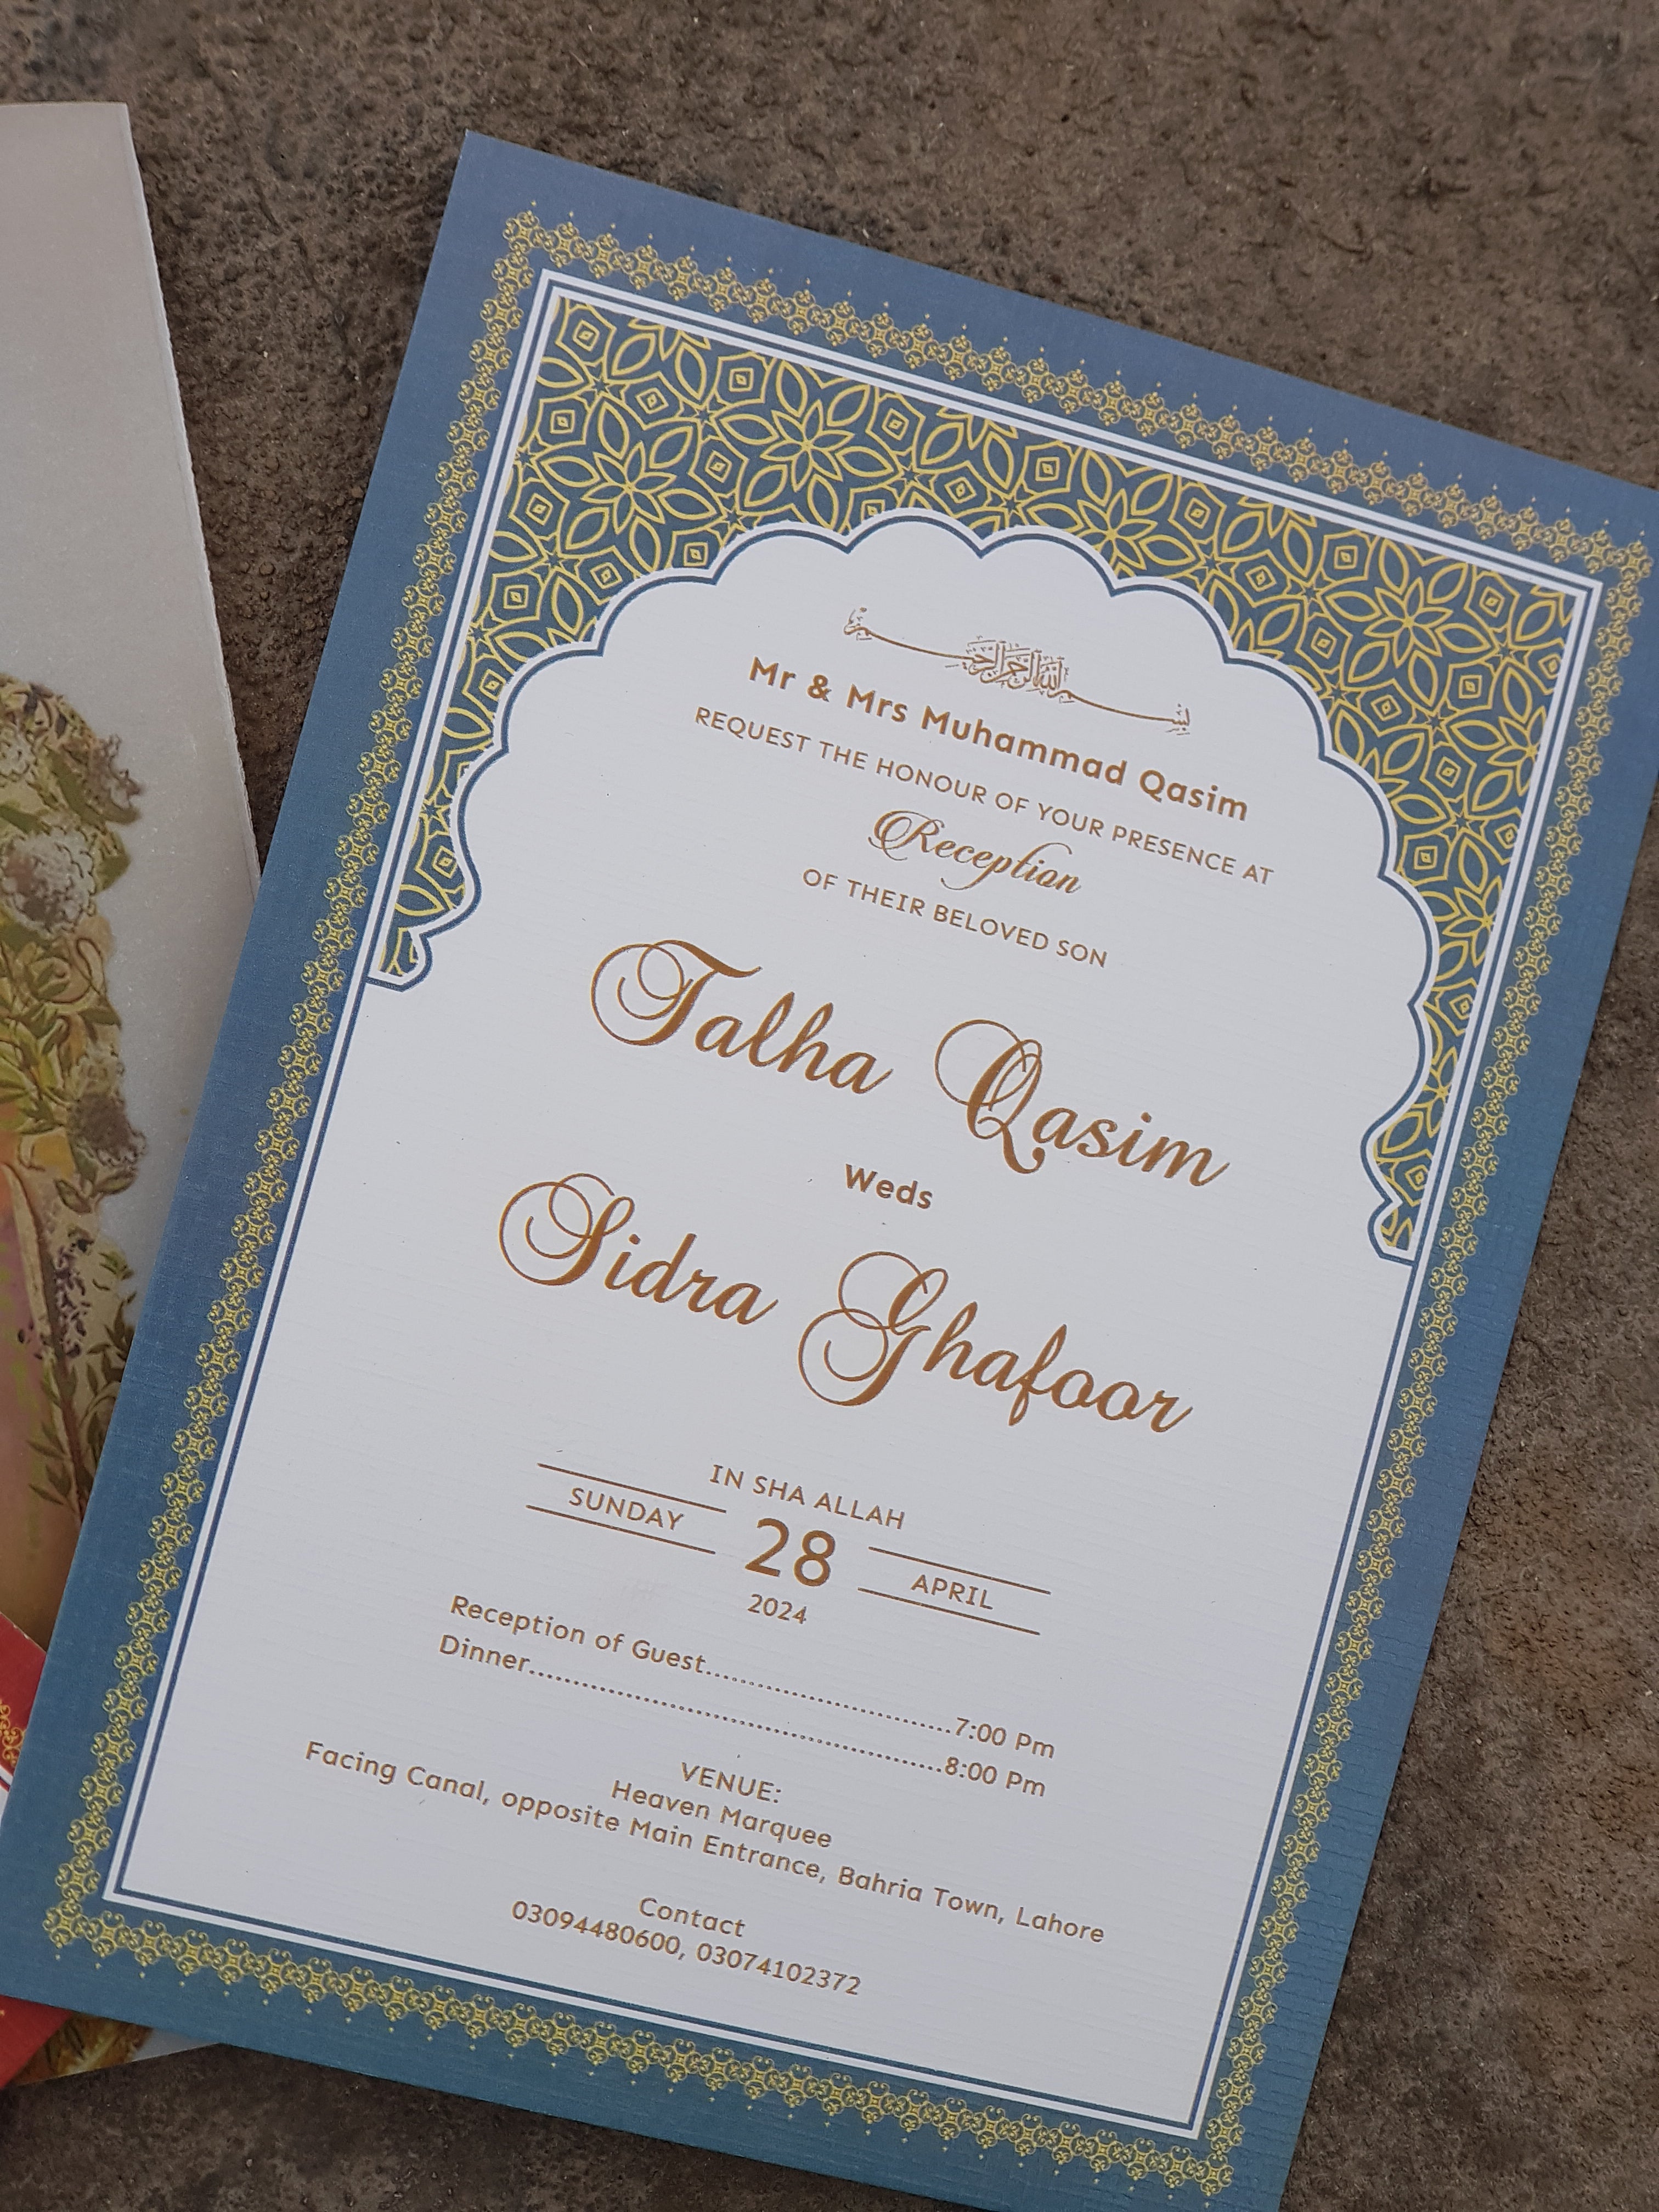 بسم الله الرحمن الرحيم
Mr & Mrs Muhammad Qasim
REQUEST THE HONOUR OF YOUR PRESENCE AT
Reception
OF THEIR BELOVED SON
Talha Qasim
Weds
Sidra Ghafoor
IN SHA ALLAH
SUNDAY 28 APRIL
2024
Reception of Guest.................................7:00 Pm
Dinner........................................................8:00 Pm
VENUE:
Heaven Marquee
Facing Canal, opposite Main Entrance, Bahria Town, Lahore
Contact
03094480600, 03074102372